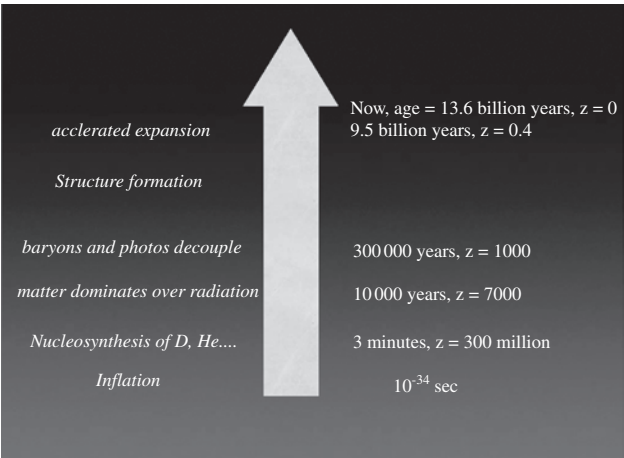 Now, age = 13.6 billion years, z = 0
acclerated expansion 9.5 billion years, z = 0.4
Structure formation
baryons and photos decouple 300 000 years, z = 1000
matter dominates over radiation 10 000 years, z = 7000
Nucleosynthesis of D, He.... 3 minutes, z = 300 million
Inflation 10^-34 sec